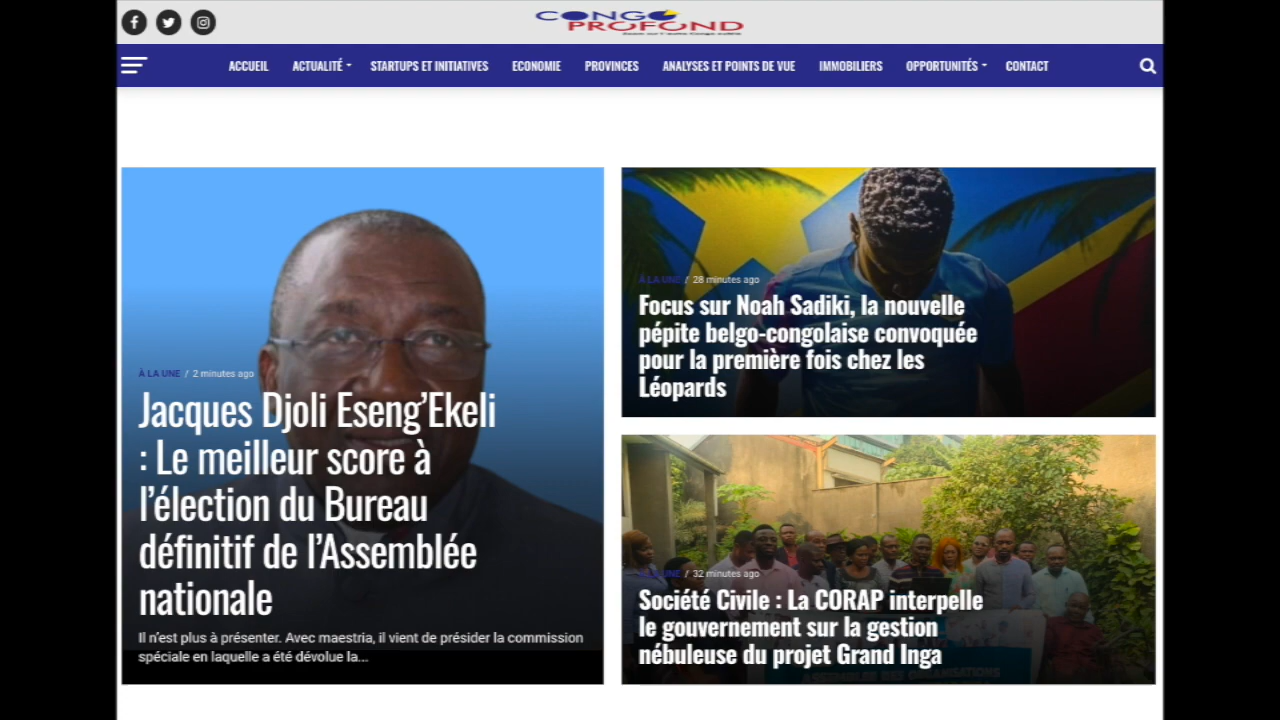 CONGO
PROFOND
ACCUEIL
ACTUALITÉ
STARTUPS ET INITIATIVES
ECONOMIE
PROVINCES
ANALYSES ET POINTS DE VUE
IMMOBILIERS
OPPORTUNITÉS
CONTACT
À LA UNE / 2 minutes ago
Jacques Djoli Eseng’Ekeli
: Le meilleur score à
l’élection du Bureau
définitif de l’Assemblée
nationale
Il n’est plus à présenter. Avec maestria, il vient de présider la commission
spéciale en laquelle a été dévolue la...
À LA UNE / 28 minutes ago
Focus sur Noah Sadiki, la nouvelle
pépite belgo-congolaise convoquée
pour la première fois chez les
Léopards
À LA UNE / 32 minutes ago
Société Civile : La CORAP interpelle
le gouvernement sur la gestion
nébuleuse du projet Grand Inga